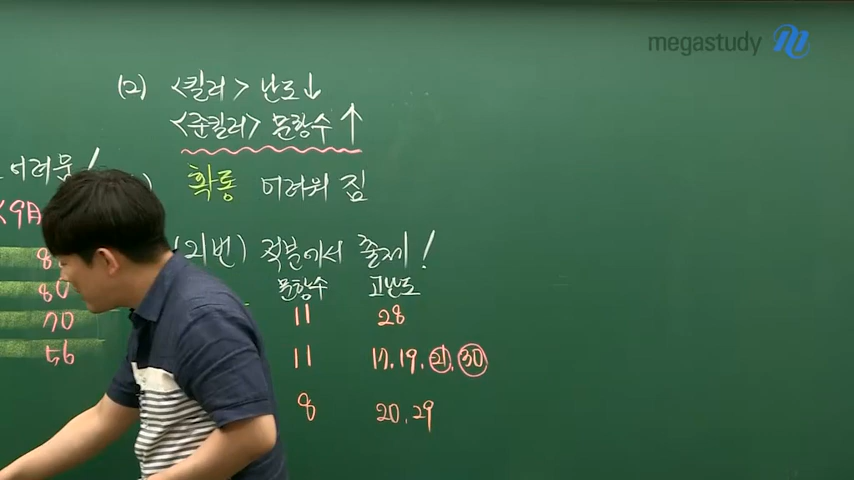 megastudy
(2) <킬러> 난도↓
<준킬러> 문항수↑
어려움!
확통 어려워 짐
<9月
(21번) 적분에서 출제!
문항수 고난도
80 11 28
70 11 17, 19, 21, 30
56 8 20, 29